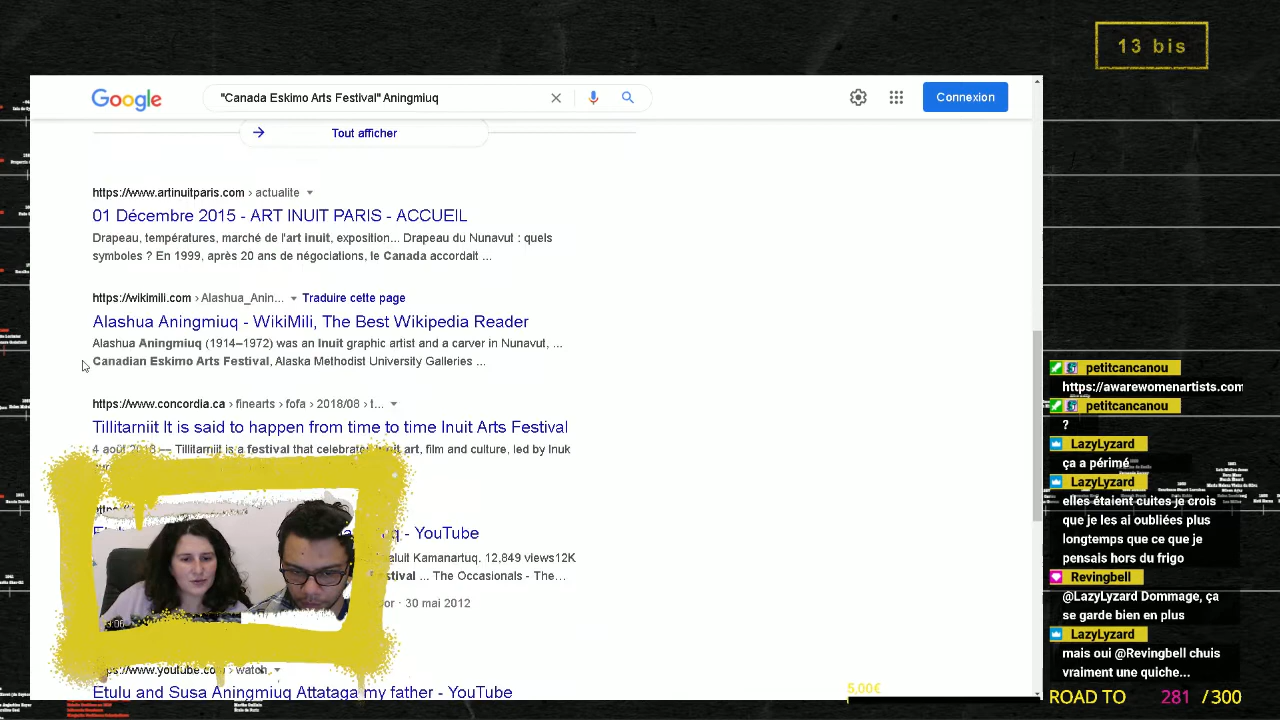 13 bis
Google
"Canada Eskimo Arts Festival" Aningmiuq
Connexion
Tout afficher
https://www.artinuitparis.com › actualite
01 Décembre 2015 - ART INUIT PARIS - ACCUEIL
Drapeau, températures, marché de l'art inuit, exposition... Drapeau du Nunavut : quels
symboles ? En 1999, après 20 ans de négociations, le Canada accordait ...
https://wikimili.com › Alashua_Anin... Traduire cette page
Alashua Aningmiuq - WikiMili, The Best Wikipedia Reader
Alashua Aningmiuq (1914–1972) was an Inuit graphic artist and a carver in Nunavut, ...
Canadian Eskimo Arts Festival, Alaska Methodist University Galleries ...
https://www.concordia.ca › finearts › fofa › 2018/08 › t...
Tillitarniit It is said to happen from time to time Inuit Arts Festival
4 août 2018 — Tillitarniit is a festival that celebrates Inuit art, film and culture, led by Inuk
- YouTube
Kamanartuq. 12,849 views12K
... The Occasionals - The...
· 30 mai 2012
https://www.youtube.com › watch
Etulu and Susa Aningmiuq Attataga my father - YouTube
5,00€
petitcancanou
https://awarewomenartists.com
petitcancanou
?
LazyLyzard
ça a périmé
LazyLyzard
elles étaient cuites je crois
que je les ai oubliées plus
longtemps que ce que je
pensais hors du frigo
Revingbell
@LazyLyzard Dommage, ça
se garde bien en plus
LazyLyzard
mais oui @Revingbell chuis
vraiment une quiche...
ROAD TO 281 / 300